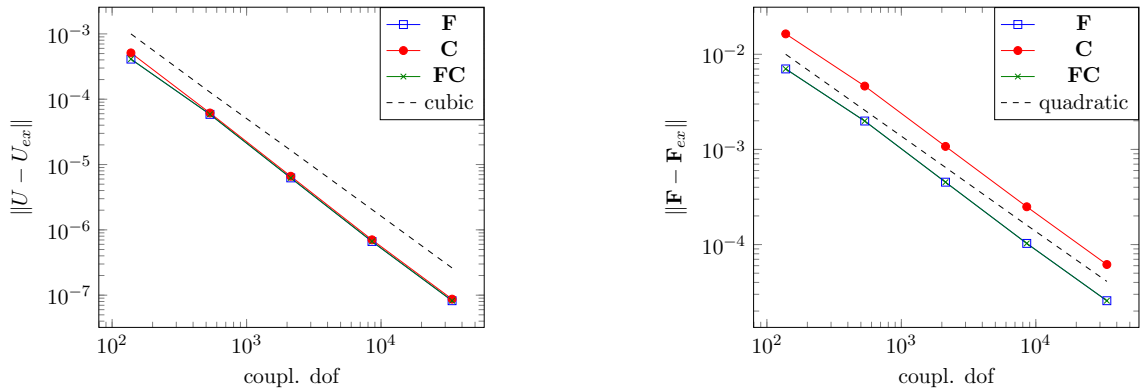 10^{-3}
10^{-4}
10^{-5}
10^{-6}
10^{-7}
||U − U_{ex}||
10^2
10^3
10^4
coupl. dof
F
C
FC
cubic
10^{-2}
10^{-3}
10^{-4}
||F − F_{ex}||
10^2
10^3
10^4
coupl. dof
F
C
FC
quadratic